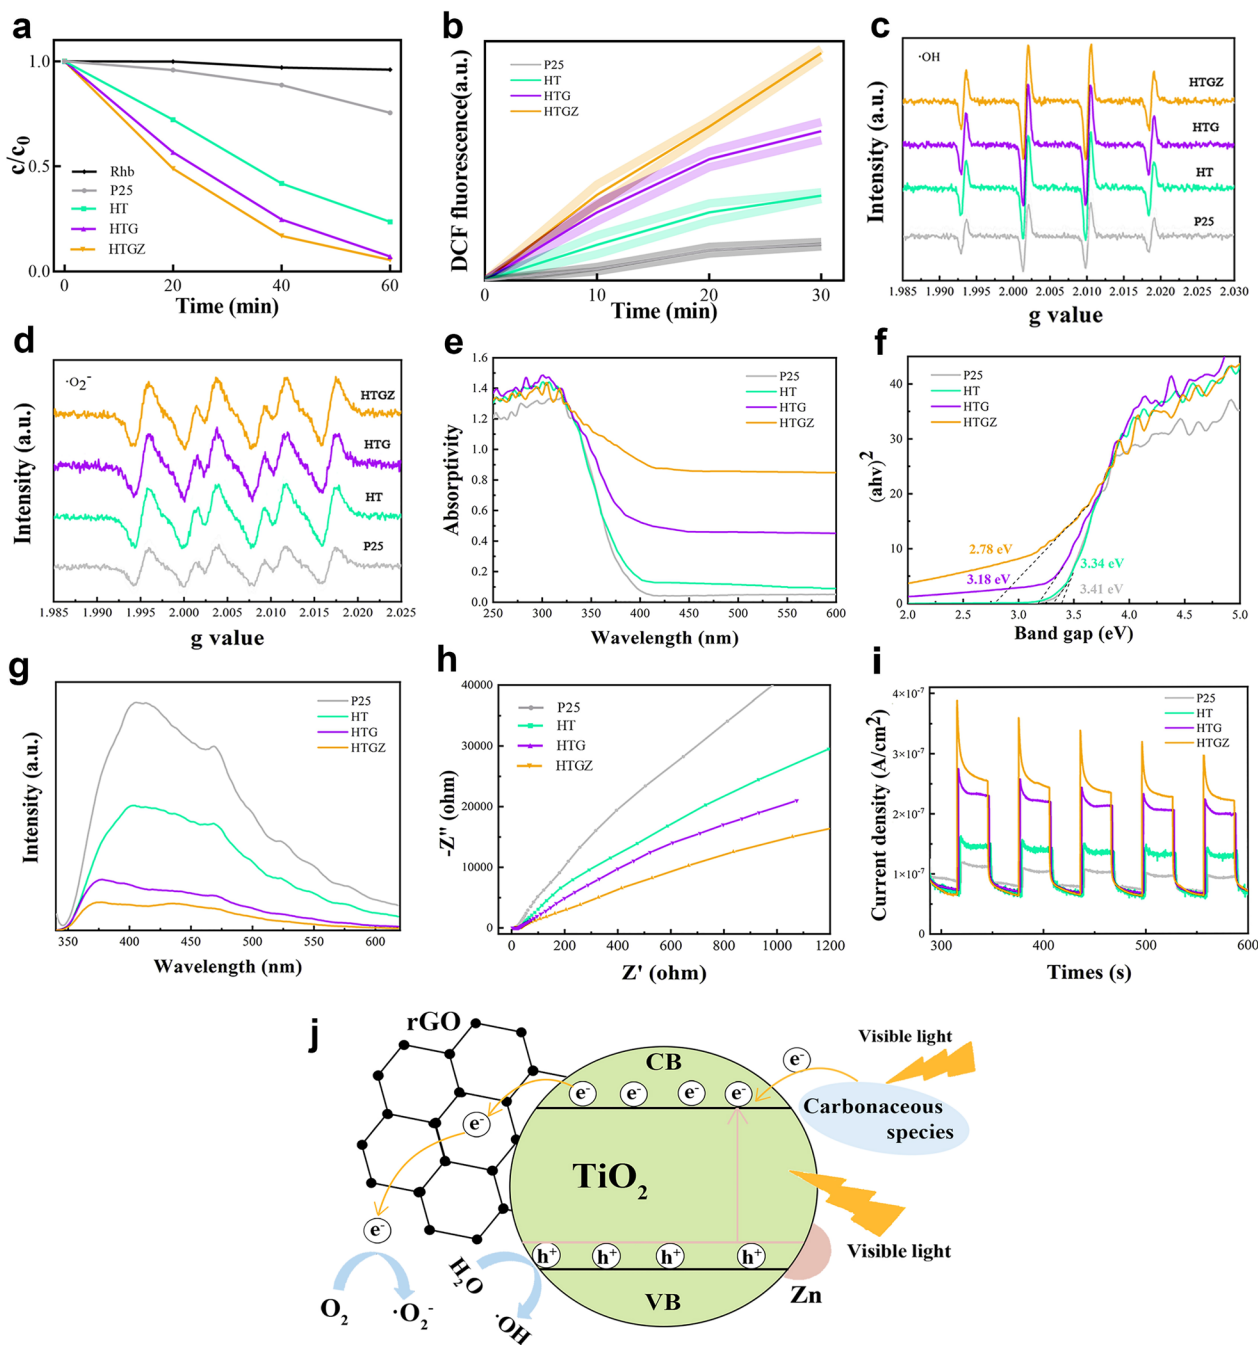 a
c/c0
1.0
0.5
0.0
Rhb
P25
HT
HTG
HTGZ
0 20 40 60
Time (min)
b
DCF fluorescence(a.u.)
P25
HT
HTG
HTGZ
0 10 20 30
Time (min)
c
·OH
Intensity (a.u.)
HTGZ
HTG
HT
P25
1.985 1.990 1.995 2.000 2.005 2.010 2.015 2.020 2.025 2.030
g value
d
·O2-
Intensity (a.u.)
HTGZ
HTG
HT
P25
1.985 1.990 1.995 2.000 2.005 2.010 2.015 2.020 2.025
g value
e
Absorptivity
1.6
1.4
1.2
1.0
0.8
0.6
0.4
0.2
0.0
P25
HT
HTG
HTGZ
250 300 350 400 450 500 550 600
Wavelength (nm)
f
(ahv)2
40
30
20
10
0
P25
HT
HTG
HTGZ
2.78 eV
3.18 eV
3.34 eV
3.41 eV
2.0 2.5 3.0 3.5 4.0 4.5 5.0
Band gap (eV)
g
Intensity (a.u.)
P25
HT
HTG
HTGZ
350 400 450 500 550 600
Wavelength (nm)
h
-Z" (ohm)
40000
30000
20000
10000
0
P25
HT
HTG
HTGZ
0 200 400 600 800 1000 1200
Z' (ohm)
i
Current density (A/cm2)
4×10-7
3×10-7
2×10-7
1×10-7
0
P25
HT
HTG
HTGZ
300 400 500 600
Times (s)
j
rGO
CB
e-
Visible light
e- e- e- e-
Carbonaceous
species
e-
TiO2
e-
Visible light
H2O
h+ h+ h+ h+
O2
·O2-
·OH
VB
Zn